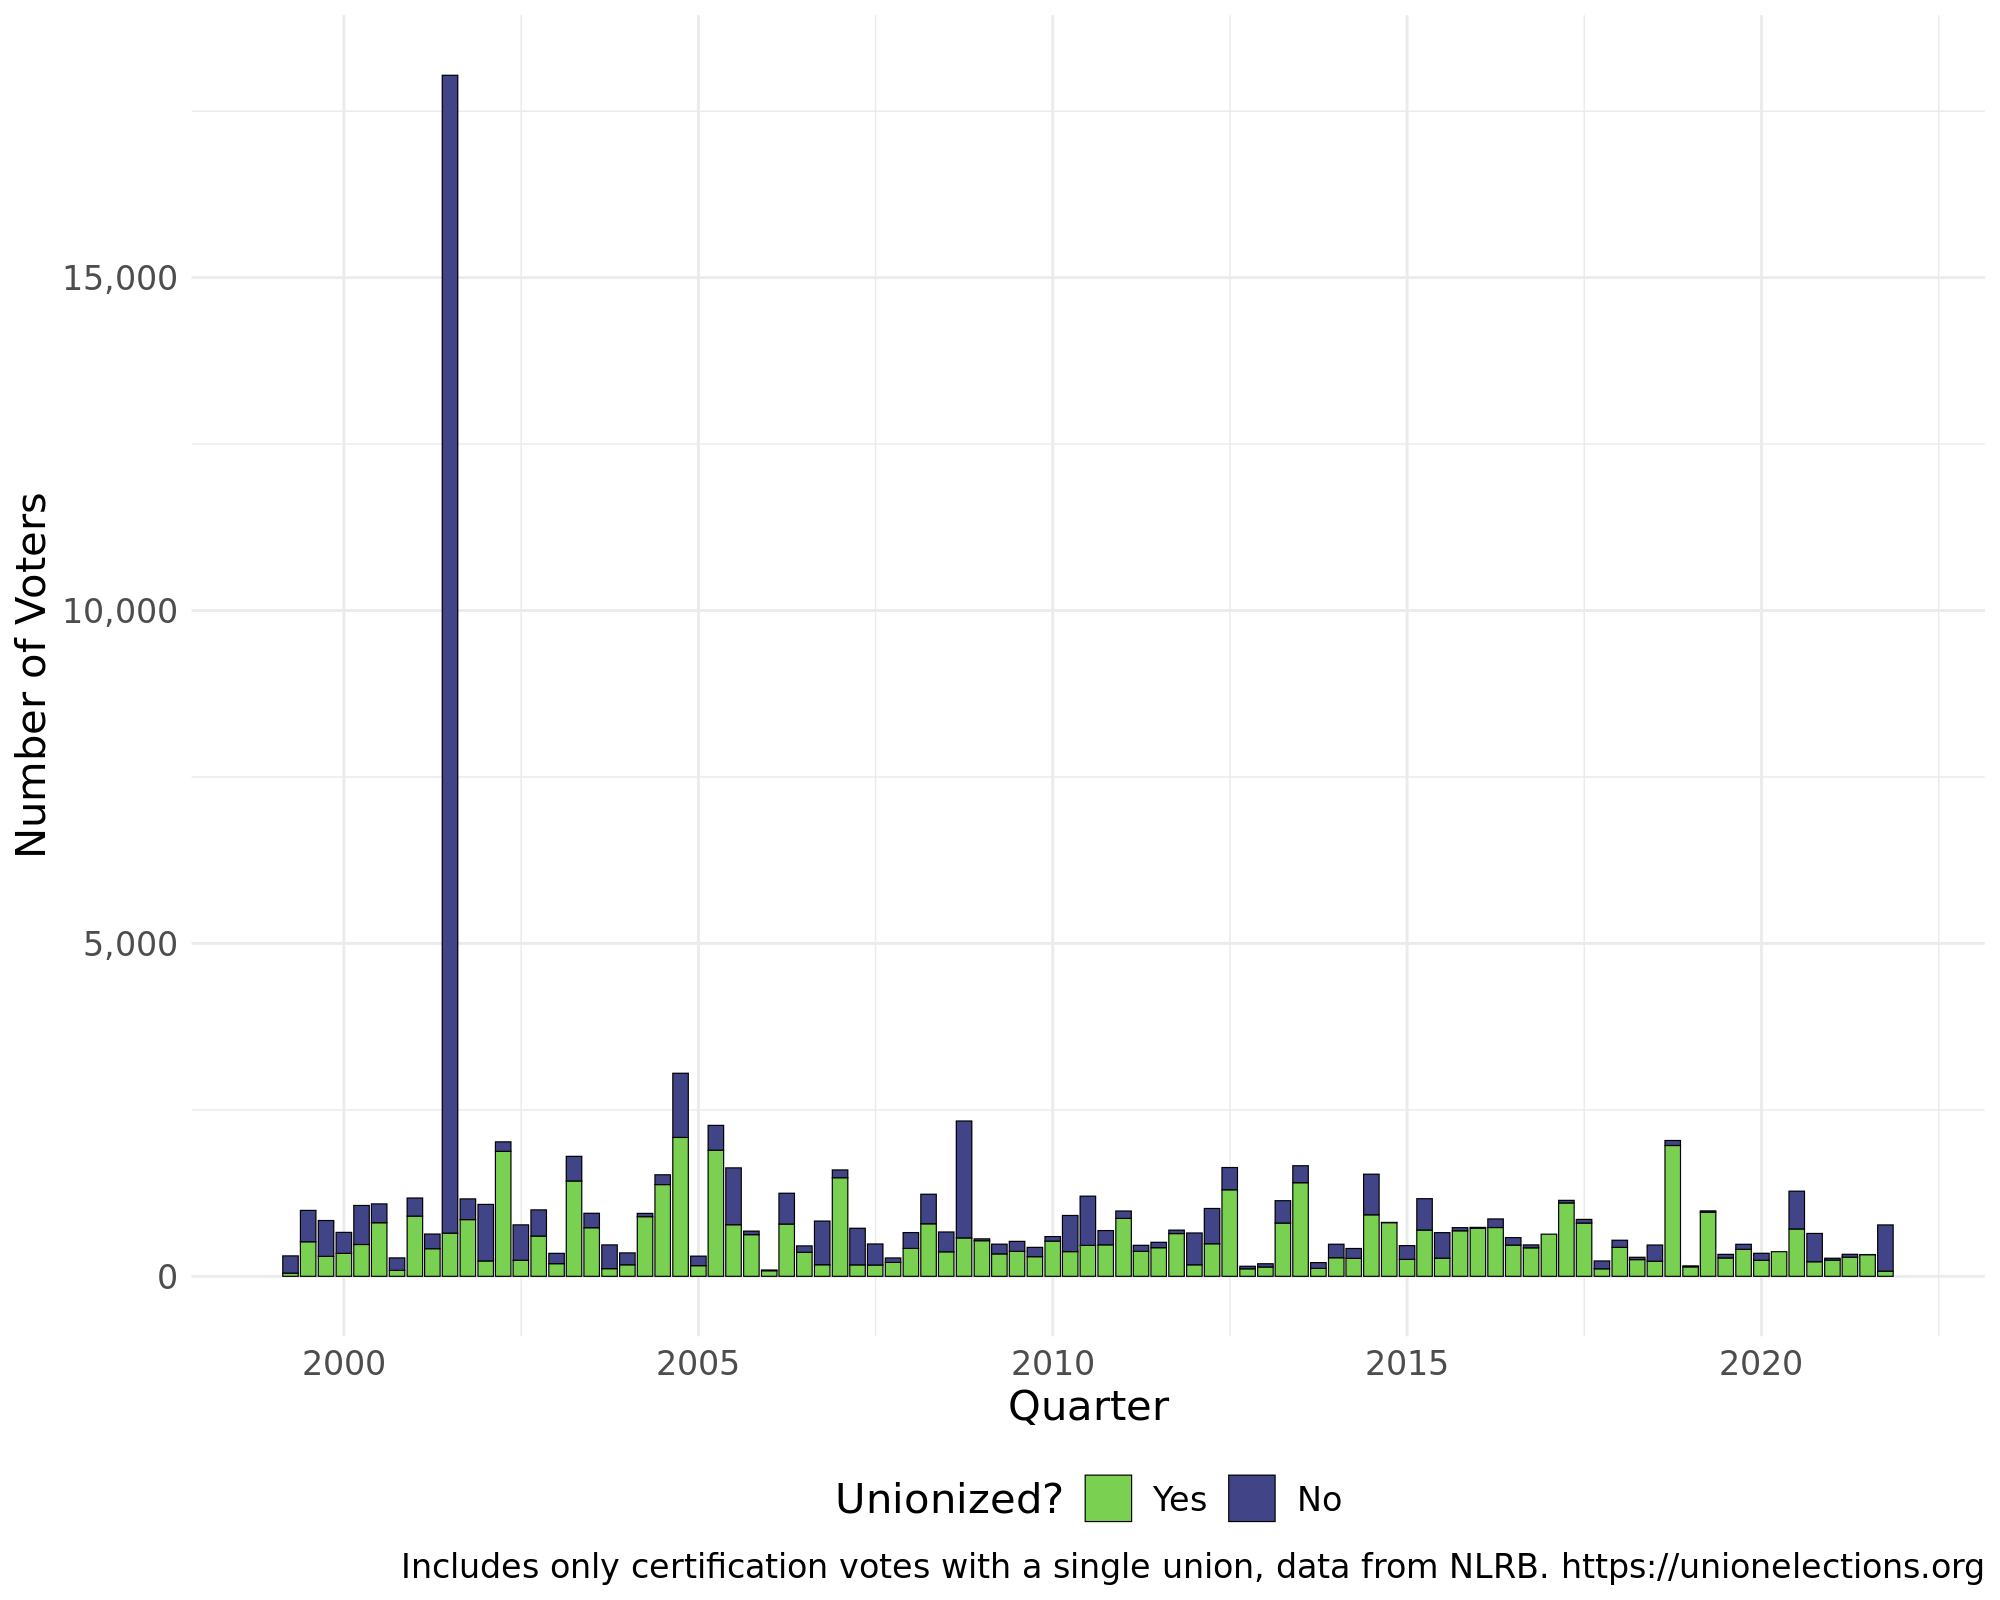 Number of Voters
15,000
10,000
5,000
0
2000 2005 2010 2015 2020
Quarter
Unionized? Yes No
Includes only certification votes with a single union, data from NLRB. https://unionelections.org